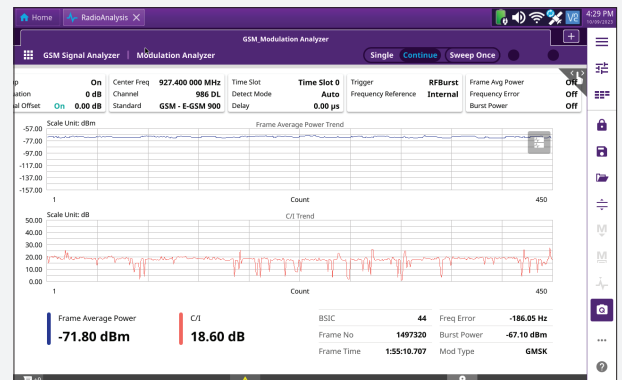 Home RadioAnalysis
4:29 PM
10/09/2023
GSM_Modulation Analyzer
GSM Signal Analyzer Modulation Analyzer
Single Continue Sweep Once
p On Center Freq 927.400 000 MHz Time Slot Time Slot 0 Trigger RFBurst Frame Avg Power Off
ation 0 dB Channel 986 DL Detect Mode Auto Frequency Reference Internal Frequency Error Off
al Offset On 0.00 dB Standard GSM - E-GSM 900 Delay 0.00 µs Burst Power Off
Scale Unit: dBm Frame Average Power Trend
-57.00
-77.00
-97.00
-117.00
-137.00
-157.00
1 Count 450
Scale Unit: dB C/I Trend
50.00
40.00
30.00
20.00
10.00
0.00
1 Count 450
Frame Average Power C/I BSIC 44 Freq Error -186.05 Hz
-71.80 dBm 18.60 dB Frame No 1497320 Burst Power -67.10 dBm
Frame Time 1:55:10.707 Mod Type GMSK